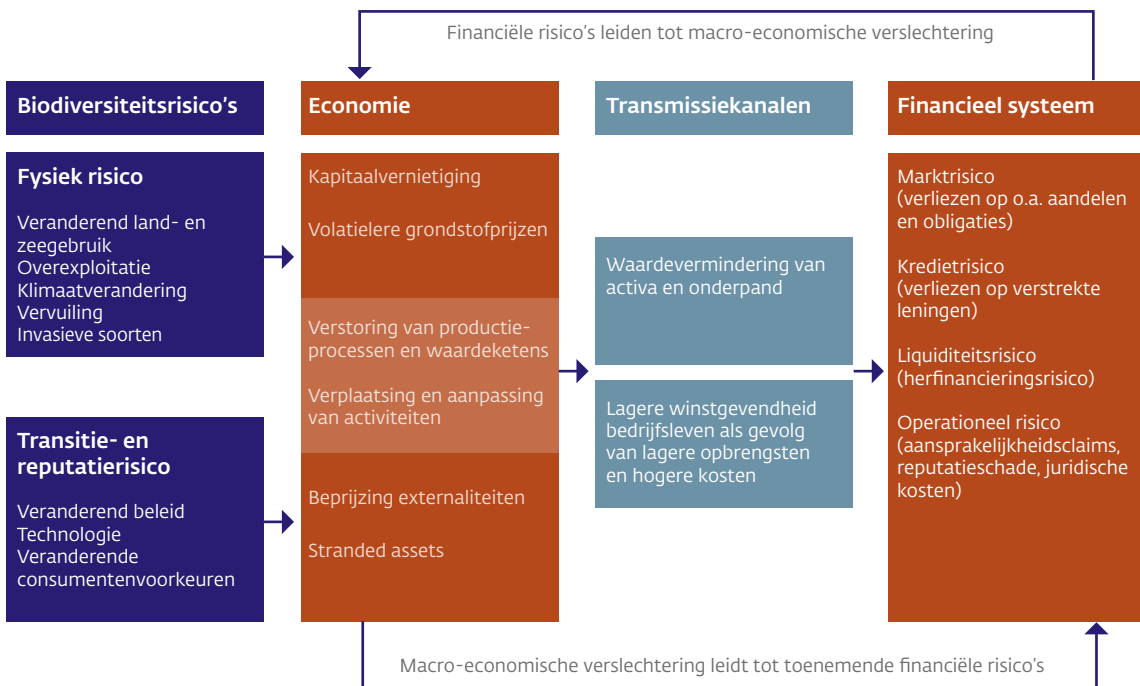 Financiële risico's leiden tot macro-economische verslechtering
Biodiversiteitsrisico's
Economie
Transmissiekanalen
Financieel systeem
Fysiek risico
Veranderend land- en
zeegebruik
Overexploitatie
Klimaatverandering
Vervuiling
Invasieve soorten
Transitie- en
reputatierisico
Veranderend beleid
Technologie
Veranderende
consumentenvoorkeuren
Kapitaalvernietiging
Volatielere grondstofprijzen
Verstoring van productie-
processen en waardeketens
Verplaatsing en aanpassing
van activiteiten
Beprijzing externaliteiten
Stranded assets
Waardevermindering van
activa en onderpand
Lagere winstgevendheid
bedrijfsleven als gevolg
van lagere opbrengsten
en hogere kosten
Marktrisico
(verliezen op o.a. aandelen
en obligaties)
Kredietrisico
(verliezen op verstrekte
leningen)
Liquiditeitsrisico
(herfinancieringsrisico)
Operationeel risico
(aansprakelijkheidsclaims,
reputatieschade, juridische
kosten)
Macro-economische verslechtering leidt tot toenemende financiële risico's